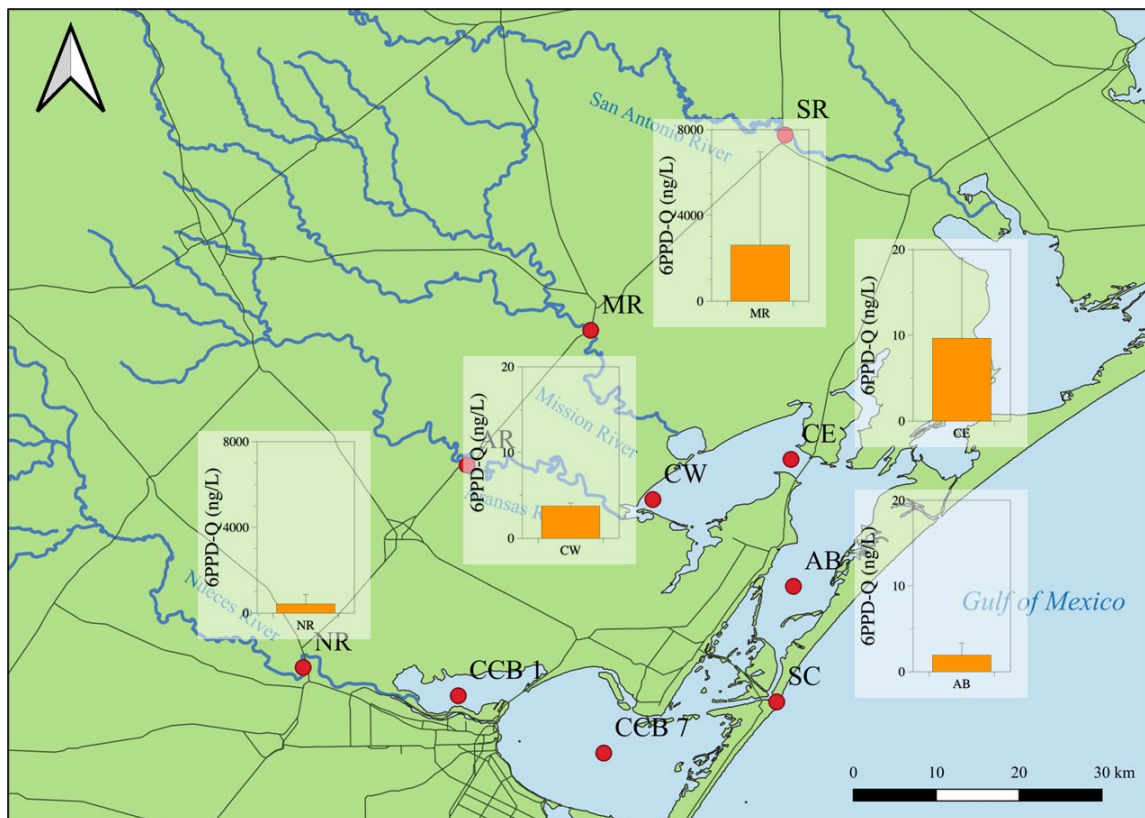 SR
San Antonio River
8000
4000
0
6PPD-Q (ng/L)
MR
MR
20
10
0
6PPD-Q (ng/L)
CE
CE
Mission River
20
10
0
6PPD-Q (ng/L)
CW
AR
Aransas R
CW
8000
4000
0
6PPD-Q (ng/L)
NR
Nueces River
NR
AB
20
10
0
6PPD-Q (ng/L)
AB
Gulf of Mexico
CCB 1
SC
CCB 7
0 10 20 30 km